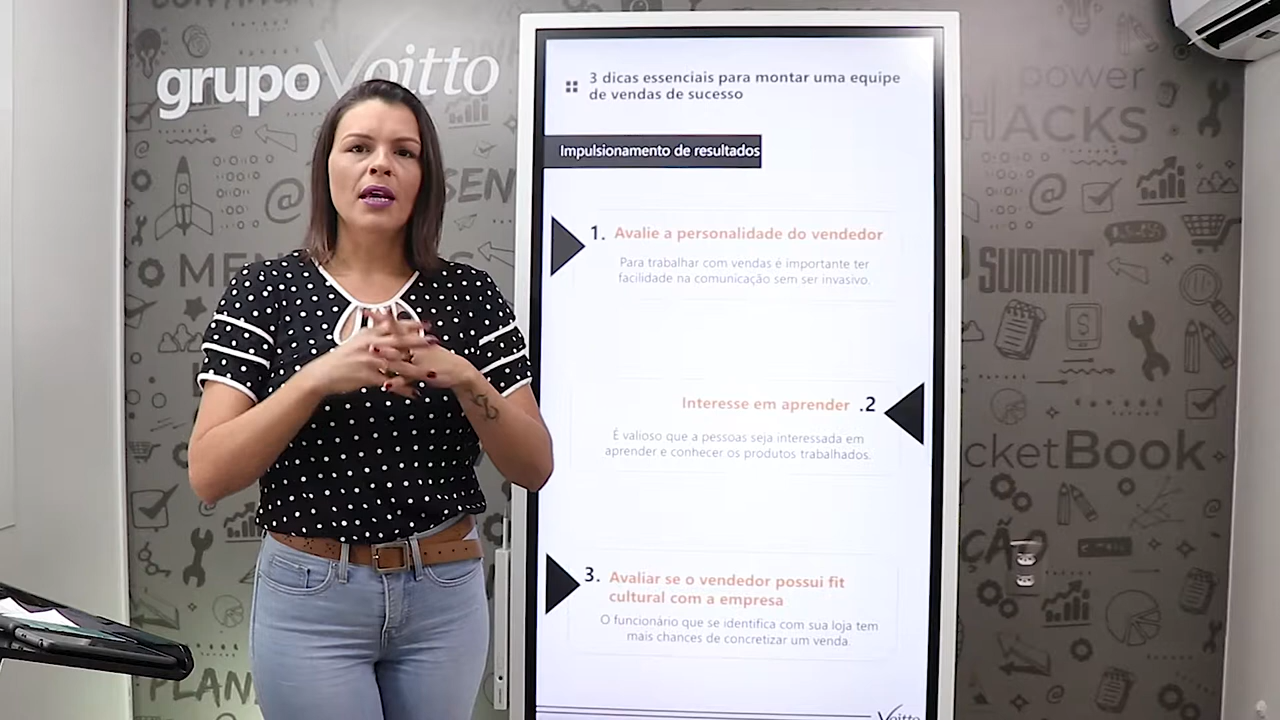 grupo Voitto
power
HACKS
SUMMIT
cketBook
ÇÃO
PLAN
3 dicas essenciais para montar uma equipe
de vendas de sucesso
Impulsionamento de resultados
1. Avalie a personalidade do vendedor
Para trabalhar com vendas é importante ter
facilidade na comunicação sem ser invasivo.
Interesse em aprender .2
É valioso que a pessoas seja interessada em
aprender e conhecer os produtos trabalhados.
3. Avaliar se o vendedor possui fit
cultural com a empresa
O funcionário que se identifica com sua loja tem
mais chances de concretizar um venda.
Voitto